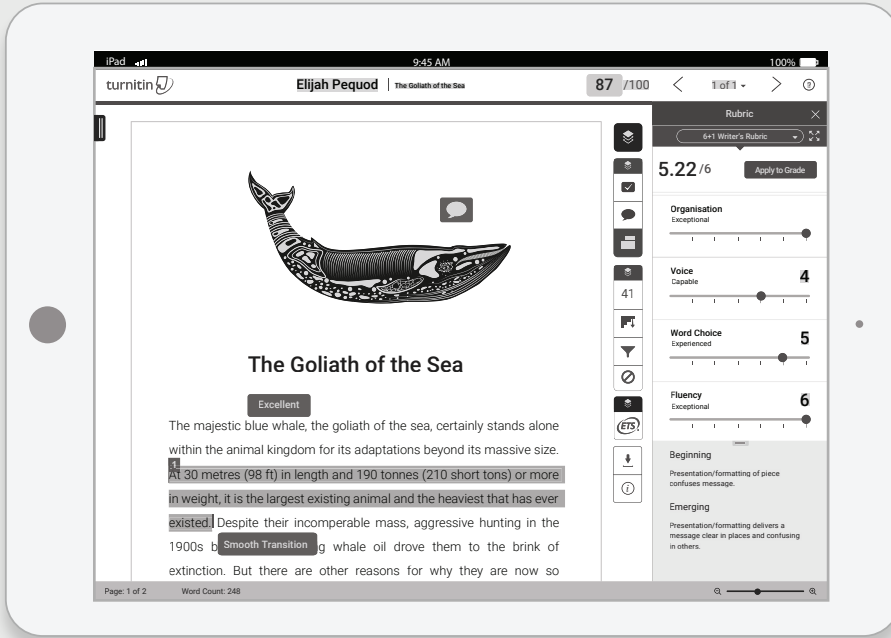 iPad 9:45 AM 100%
turnitin Elijah Pequod The Goliath of the Sea 87 /100 1 of 1
Rubric
6+1 Writer's Rubric
5.22 /6 Apply to Grade
Organisation
Exceptional
Voice 4
Capable
Word Choice 5
Experienced
Fluency 6
Exceptional
Beginning
Presentation/formatting of piece
confuses message.
Emerging
Presentation/formatting delivers a
message clear in places and confusing
in others.
41
ETS
i
The Goliath of the Sea
Excellent
The majestic blue whale, the goliath of the sea, certainly stands alone
within the animal kingdom for its adaptations beyond its massive size.
1
At 30 metres (98 ft) in length and 190 tonnes (210 short tons) or more
in weight, it is the largest existing animal and the heaviest that has ever
existed. Despite their incomperable mass, aggressive hunting in the
1900s b Smooth Transition g whale oil drove them to the brink of
extinction. But there are other reasons for why they are now so
Page: 1 of 2 Word Count: 248